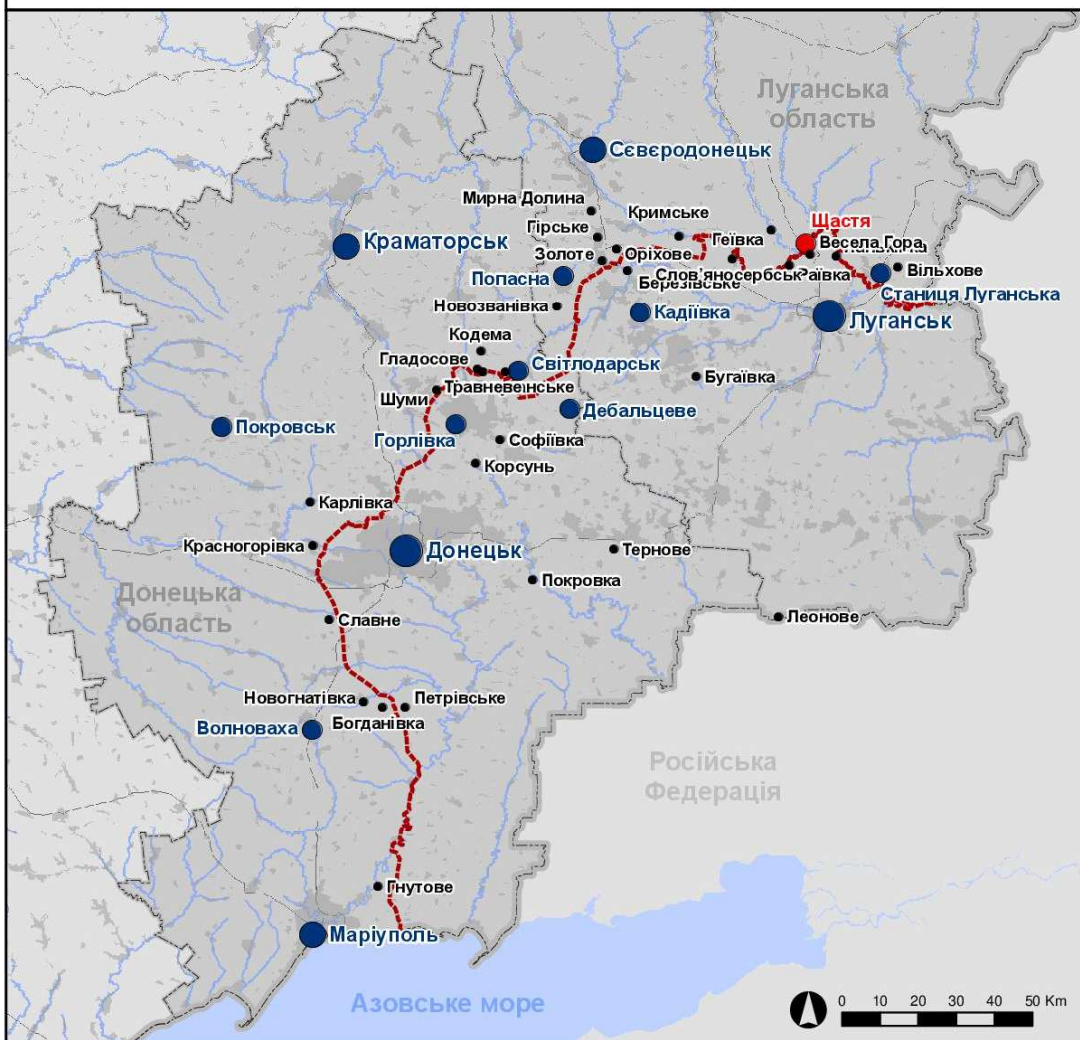 Луганська
область
Сєвєродонецьк
Мирна Долина
Кримське
Щастя
Гірське
Геївка
Весела Гора
Краматорськ
Золоте
Оріхове
Вільхове
Попасна
Слов'яносербськ
Раївка
Березівське
Станиця Луганська
Новозванівка
Кадіївка
Луганськ
Кодема
Гладосове
Світлодарськ
Травневе
Бугаївка
Шуми
Дебальцеве
Покровськ
Горлівка
Софіївка
Корсунь
Карлівка
Красногорівка
Донецьк
Тернове
Покровка
Донецька
область
Славне
Леонове
Новогнатівка
Петрівське
Богданівка
Волноваха
Російська
Федерація
Гнутове
Маріуполь
Азовське море
0 10 20 30 40 50 Km